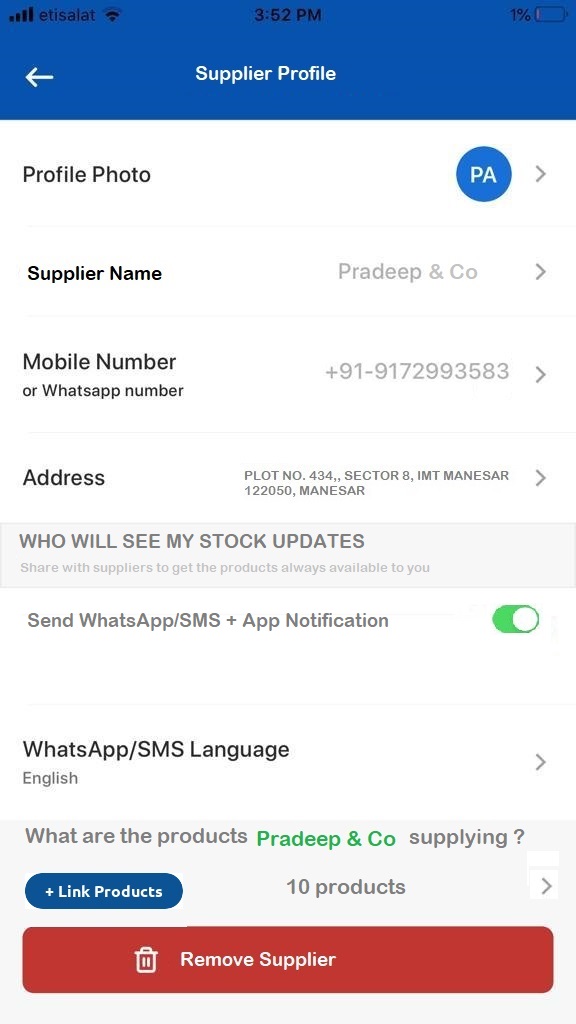 etisalat 3:52 PM 1%
Supplier Profile
Profile Photo PA
Supplier Name Pradeep & Co
Mobile Number
or Whatsapp number
+91-9172993583
Address
PLOT NO. 434,, SECTOR 8, IMT MANESAR
122050, MANESAR
WHO WILL SEE MY STOCK UPDATES
Share with suppliers to get the products always available to you
Send WhatsApp/SMS + App Notification
WhatsApp/SMS Language
English
What are the products Pradeep & Co supplying ?
+ Link Products 10 products
Remove Supplier